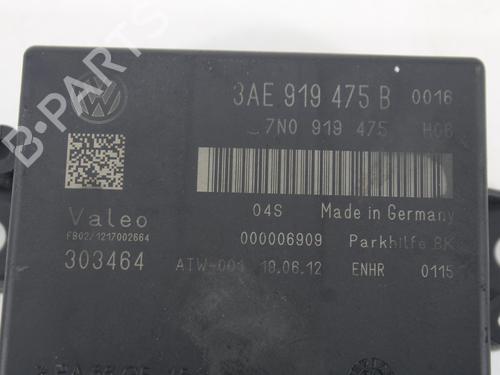 3AE 919 475 B 0016
7N0 919 475 H06
Valeo
04S Made in Germany
FB02/1217002664
000006909 Parkhilfe 8K
303464
ATW-001 19.06.12 ENHR 0115
B-PARTS